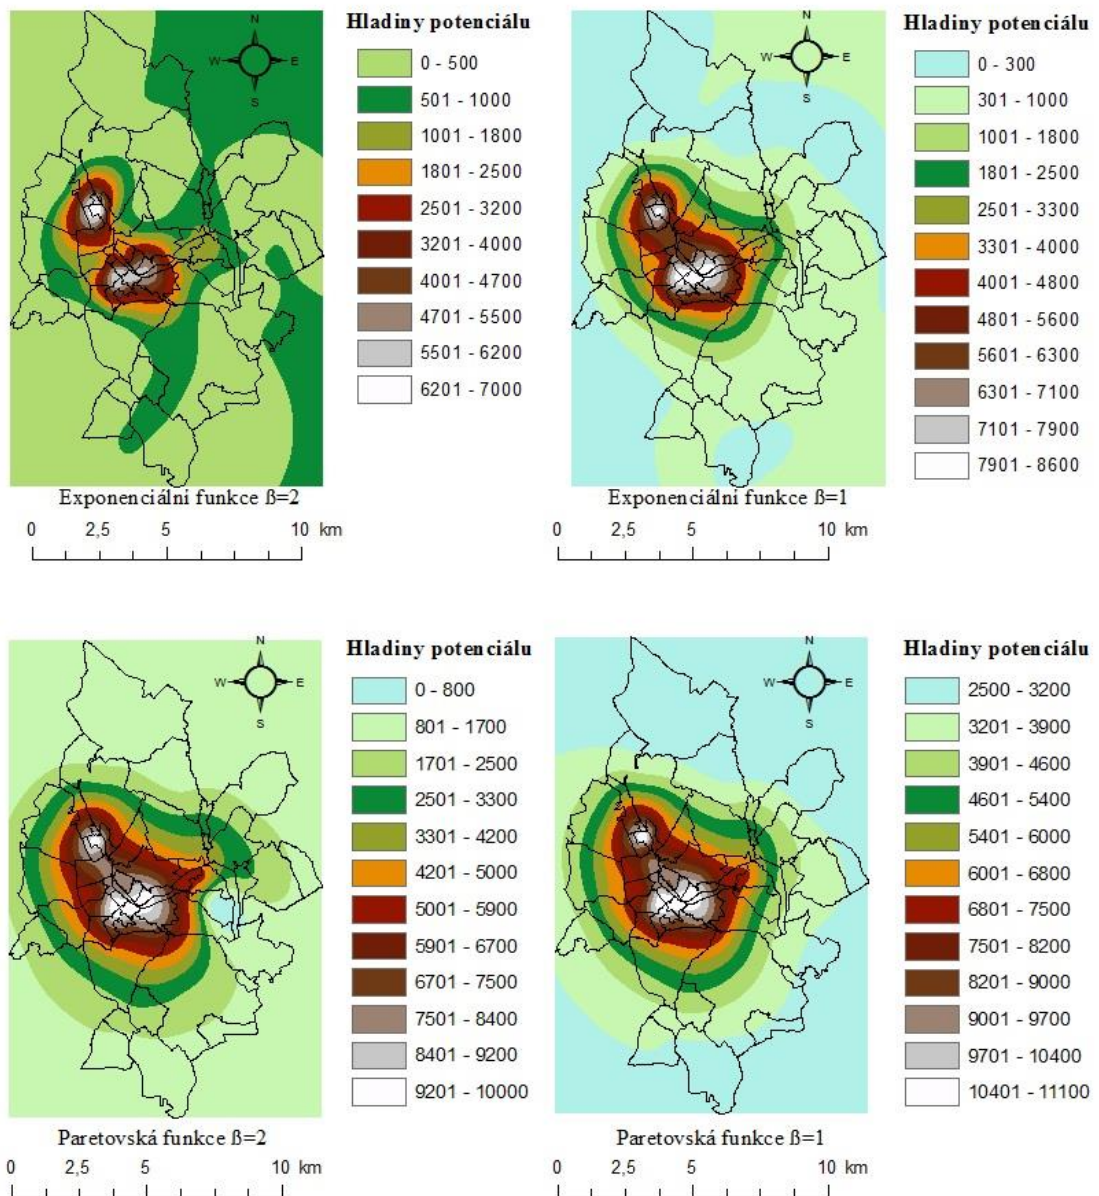 Hladiny potenciálu
N
W E
S
0 - 500
501 - 1000
1001 - 1800
1801 - 2500
2501 - 3200
3201 - 4000
4001 - 4700
4701 - 5500
5501 - 6200
6201 - 7000
Exponenciální funkce ß=2
0 2,5 5 10 km
Hladiny potenciálu
N
W E
S
0 - 300
301 - 1000
1001 - 1800
1801 - 2500
2501 - 3300
3301 - 4000
4001 - 4800
4801 - 5600
5601 - 6300
6301 - 7100
7101 - 7900
7901 - 8600
Exponenciální funkce ß=1
0 2,5 5 10 km
Hladiny potenciálu
N
W E
S
0 - 800
801 - 1700
1701 - 2500
2501 - 3300
3301 - 4200
4201 - 5000
5001 - 5900
5901 - 6700
6701 - 7500
7501 - 8400
8401 - 9200
9201 - 10000
Paretovská funkce ß=2
0 2,5 5 10 km
Hladiny potenciálu
N
W E
S
2500 - 3200
3201 - 3900
3901 - 4600
4601 - 5400
5401 - 6000
6001 - 6800
6801 - 7500
7501 - 8200
8201 - 9000
9001 - 9700
9701 - 10400
10401 - 11100
Paretovská funkce ß=1
0 2,5 5 10 km